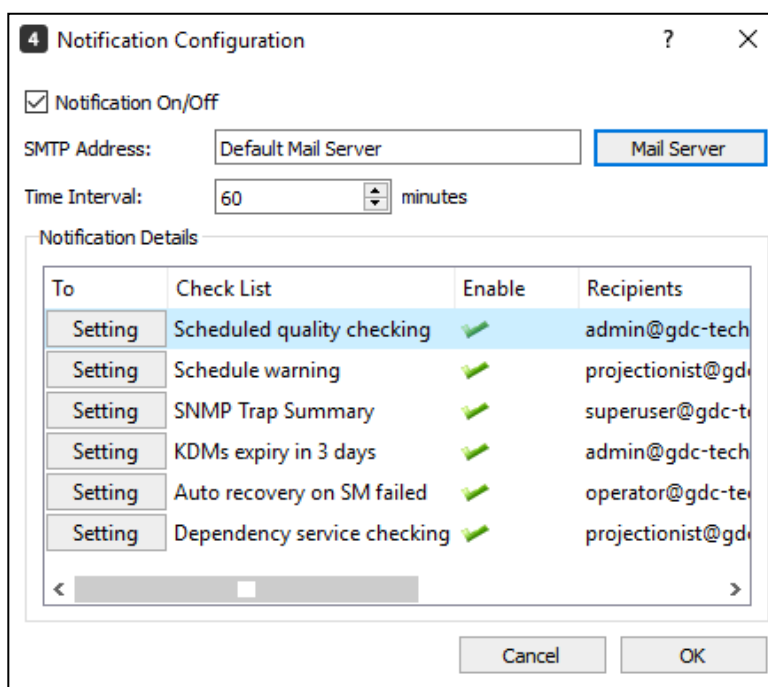 4 Notification Configuration ? ×
Notification On/Off
SMTP Address: Default Mail Server Mail Server
Time Interval: 60 minutes
Notification Details
To Check List Enable Recipients
Setting Scheduled quality checking admin@gdc-tech
Setting Schedule warning projectionist@gd
Setting SNMP Trap Summary superuser@gdc-t
Setting KDMs expiry in 3 days admin@gdc-tech
Setting Auto recovery on SM failed operator@gdc-te
Setting Dependency service checking projectionist@gd
Cancel OK